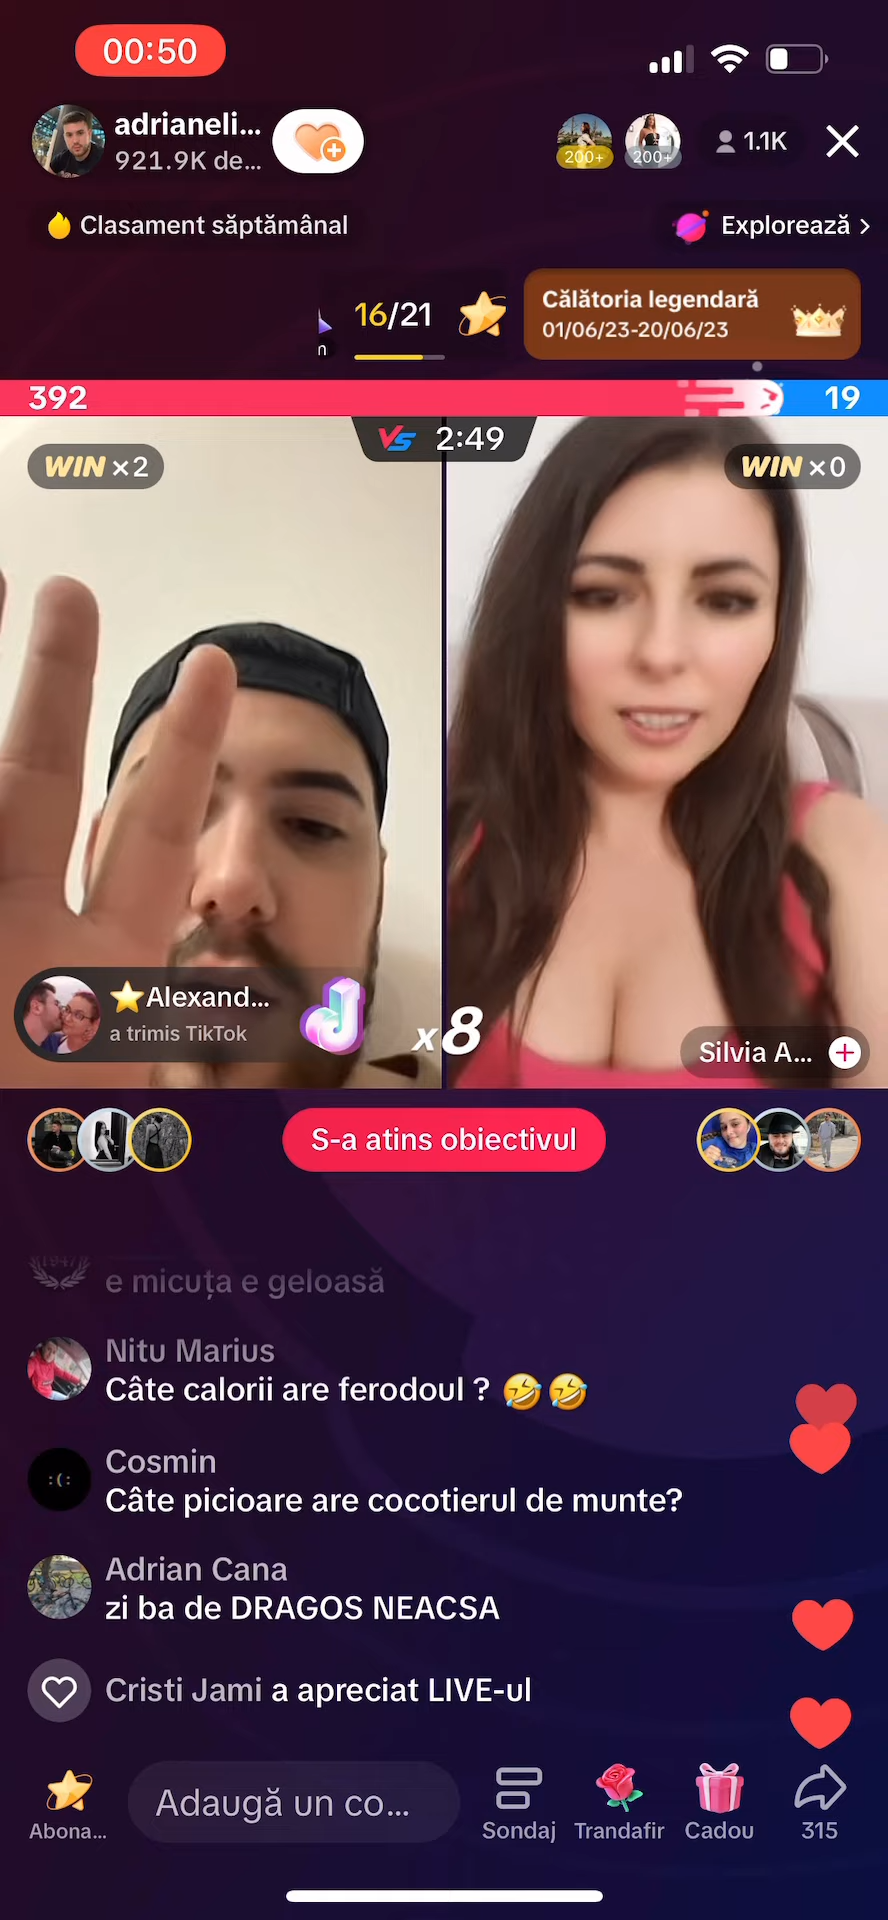 00:50
adrianeli...
921.9K de...
200+
200+
1.1K
Clasament săptămânal
Explorează >
n
16/21
Călătoria legendară
01/06/23-20/06/23
392
19
VS 2:49
WIN ×2
WIN ×0
Alexand...
a trimis TikTok
x8
Silvia A...
S-a atins obiectivul
e micuța e geloasă
Nitu Marius
Câte calorii are ferodoul ? 🤣🤣
Cosmin
:(:
Câte picioare are cocotierul de munte?
Adrian Cana
zi ba de DRAGOS NEACSA
Cristi Jami a apreciat LIVE-ul
Adaugă un co...
Abona...
Sondaj
Trandafir
Cadou
315